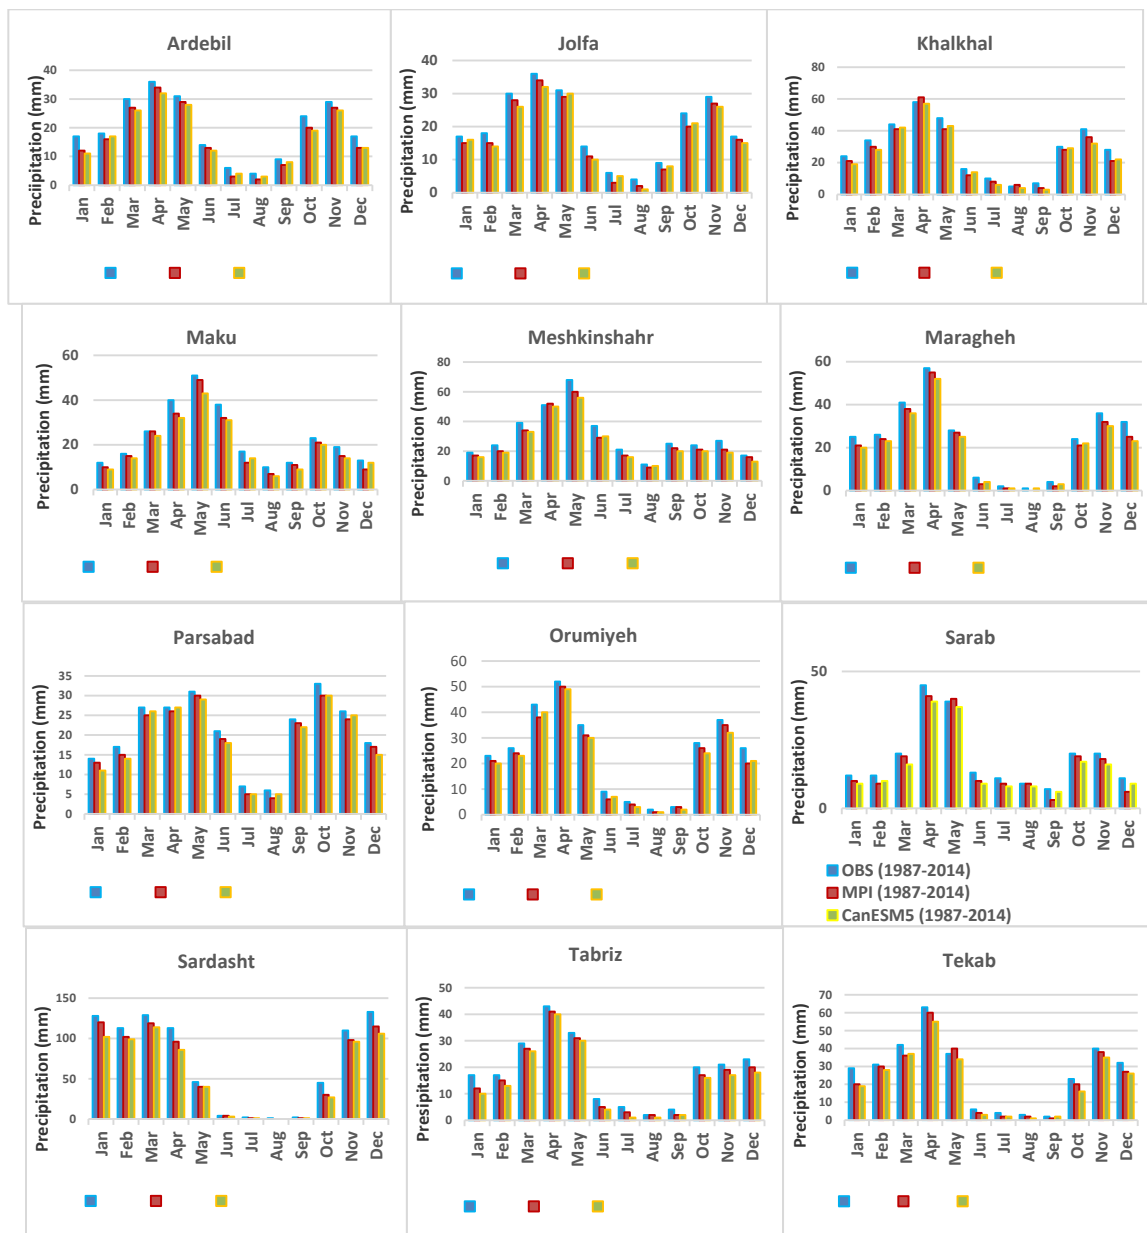 Ardebil
Precipitation (mm)
40
30
20
10
0
Jan Feb Mar Apr May Jun Jul Aug Sep Oct Nov Dec
Jolfa
Precipitation (mm)
40
30
20
10
0
Jan Feb Mar Apr May Jun Jul Aug Sep Oct Nov Dec
Khalkhal
Precipitation (mm)
80
60
40
20
0
Jan Feb Mar Apr May Jun Jul Aug Sep Oct Nov Dec
Maku
Precipitation (mm)
60
40
20
0
Jan Feb Mar Apr May Jun Jul Aug Sep Oct Nov Dec
Meshkinshahr
Precipitation (mm)
80
60
40
20
0
Jan Feb Mar Apr May Jun Jul Aug Sep Oct Nov Dec
Maragheh
Precipitation (mm)
60
40
20
0
Jan Feb Mar Apr May Jun Jul Aug Sep Oct Nov Dec
Parsabad
Precipitation (mm)
35
30
25
20
15
10
5
0
Jan Feb Mar Apr May Jun Jul Aug Sep Oct Nov Dec
Orumiyeh
Precipitation (mm)
60
50
40
30
20
10
0
Jan Feb Mar Apr May Jun Jul Aug Sep Oct Nov Dec
Sarab
Precipitation (mm)
50
0
Jan Feb Mar Apr May Jun Jul Aug Sep Oct Nov Dec
OBS (1987-2014)
MPI (1987-2014)
CanESM5 (1987-2014)
Sardasht
Precipitation (mm)
150
100
50
0
Jan Feb Mar Apr May Jun Jul Aug Sep Oct Nov Dec
Tabriz
Presipitation (mm)
50
40
30
20
10
0
Jan Feb Mar Apr May Jun Jul Aug Sep Oct Nov Dec
Tekab
Precipitation (mm)
70
60
50
40
30
20
10
0
Jan Feb Mar Apr May Jun Jul Aug Sep Oct Nov Dec